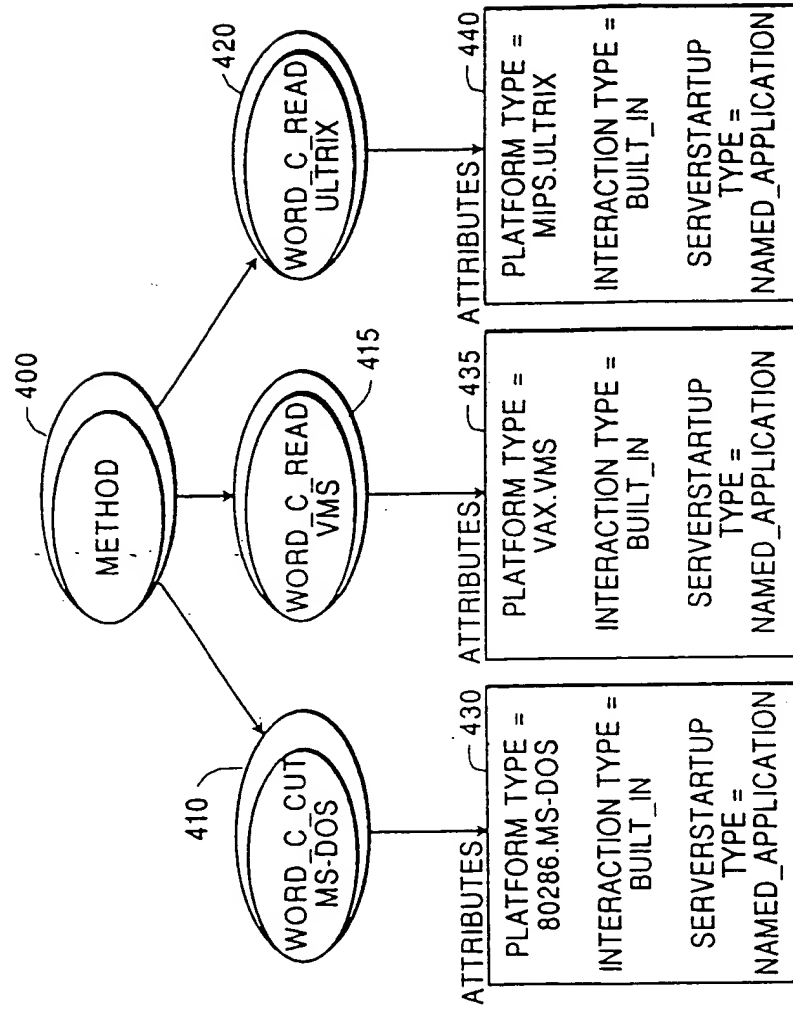 400
METHOD
410
WORD_C_CUT
MS-DOS
WORD_C_READ
VMS
415
WORD_C_READ
ULTRIX
420
ATTRIBUTES
430
PLATFORM TYPE =
80286.MS-DOS
INTERACTION TYPE =
BUILT_IN
SERVERSTARTUP
TYPE =
NAMED_APPLICATION
ATTRIBUTES
435
PLATFORM TYPE =
VAX.VMS
INTERACTION TYPE =
BUILT_IN
SERVERSTARTUP
TYPE =
NAMED_APPLICATION
ATTRIBUTES
440
PLATFORM TYPE =
MIPS.ULTRIX
INTERACTION TYPE =
BUILT_IN
SERVERSTARTUP
TYPE =
NAMED_APPLICATION